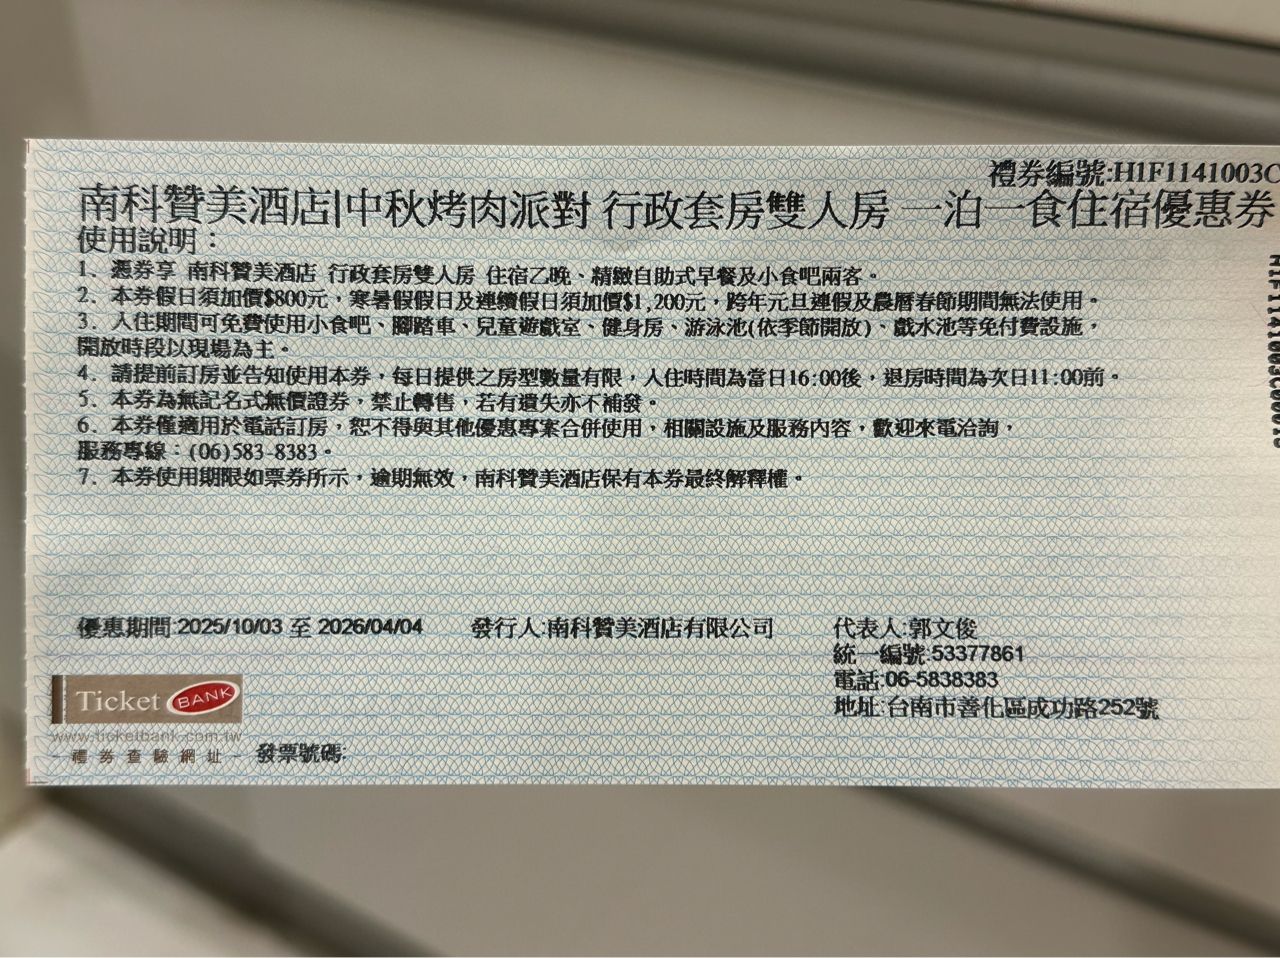 禮券編號:H1F1141003C
南科贊美酒店|中秋烤肉派對 行政套房雙人房 一泊一食住宿優惠券
使用說明：
1. 憑券享 南科贊美酒店 行政套房雙人房 住宿乙晚、精緻自助式早餐及小食吧兩客。
2. 本券假日須加價$800元，寒暑假假日及連續假日須加價$1,200元，跨年元旦連假及農曆春節期間無法使用。
3. 入住期間可免費使用小食吧、腳踏車、兒童遊戲室、健身房、游泳池(依季節開放)、戲水池等免付費設施，
開放時段以現場為主。
4. 請提前訂房並告知使用本券，每日提供之房型數量有限，入住時間為當日16:00後，退房時間為次日11:00前。
5. 本券為無記名式無價證券，禁止轉售，若有遺失亦不補發。
6. 本券僅適用於電話訂房，恕不得與其他優惠專案合併使用，相關設施及服務內容，歡迎來電洽詢，
服務專線：(06)583-8383。
7. 本券使用期限如票券所示，逾期無效，南科贊美酒店保有本券最終解釋權。
優惠期間:2025/10/03 至 2026/04/04
發行人:南科贊美酒店有限公司
代表人:郭文俊
統一編號:53377861
電話:06-5838383
地址:台南市善化區成功路252號
Ticket BANK
www.ticketbank.com.tw
- 禮券查驗網址 -
發票號碼: